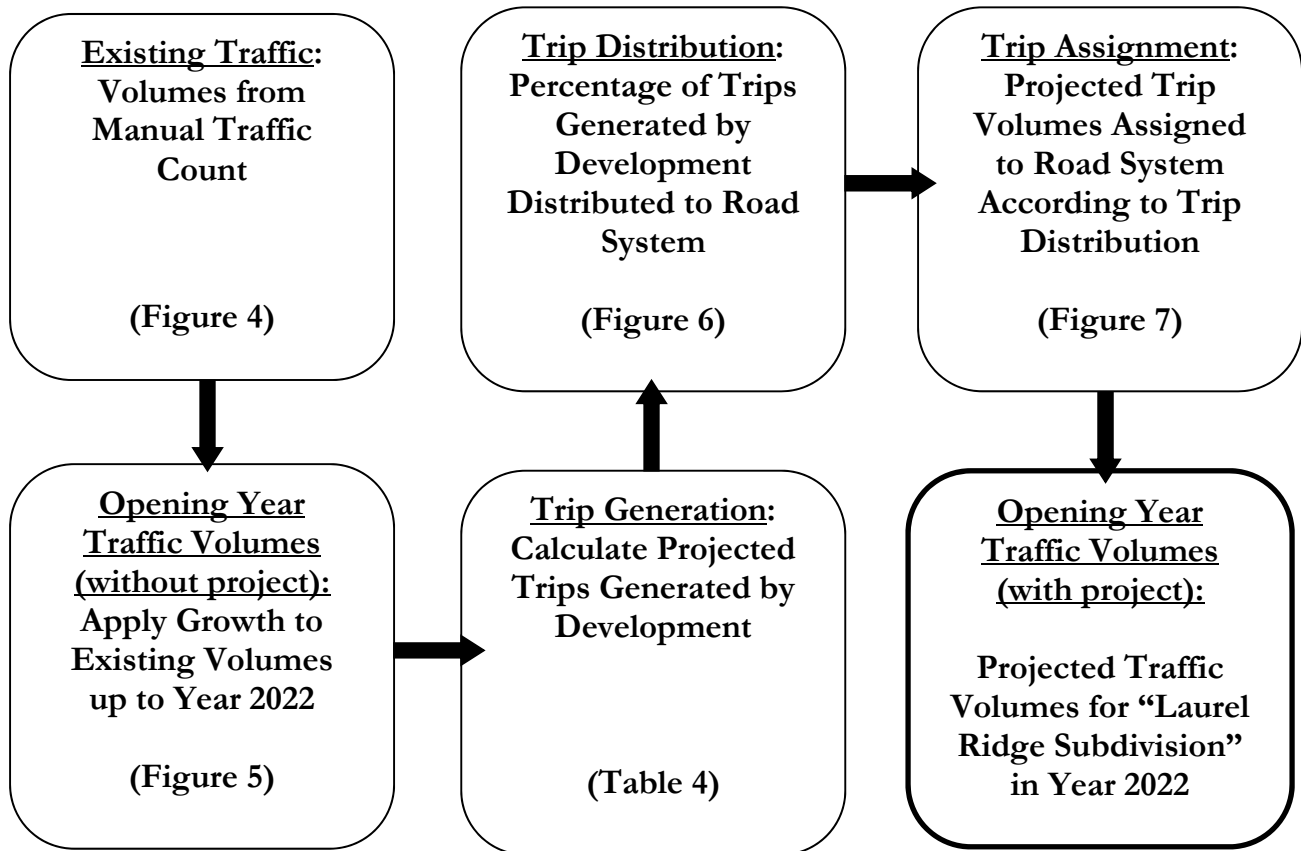 Existing Traffic:
Volumes from
Manual Traffic
Count
(Figure 4)
Opening Year
Traffic Volumes
(without project):
Apply Growth to
Existing Volumes
up to Year 2022
(Figure 5)
Trip Generation:
Calculate Projected
Trips Generated by
Development
(Table 4)
Trip Distribution:
Percentage of Trips
Generated by
Development
Distributed to Road
System
(Figure 6)
Trip Assignment:
Projected Trip
Volumes Assigned
to Road System
According to Trip
Distribution
(Figure 7)
Opening Year
Traffic Volumes
(with project):
Projected Traffic
Volumes for “Laurel
Ridge Subdivision”
in Year 2022